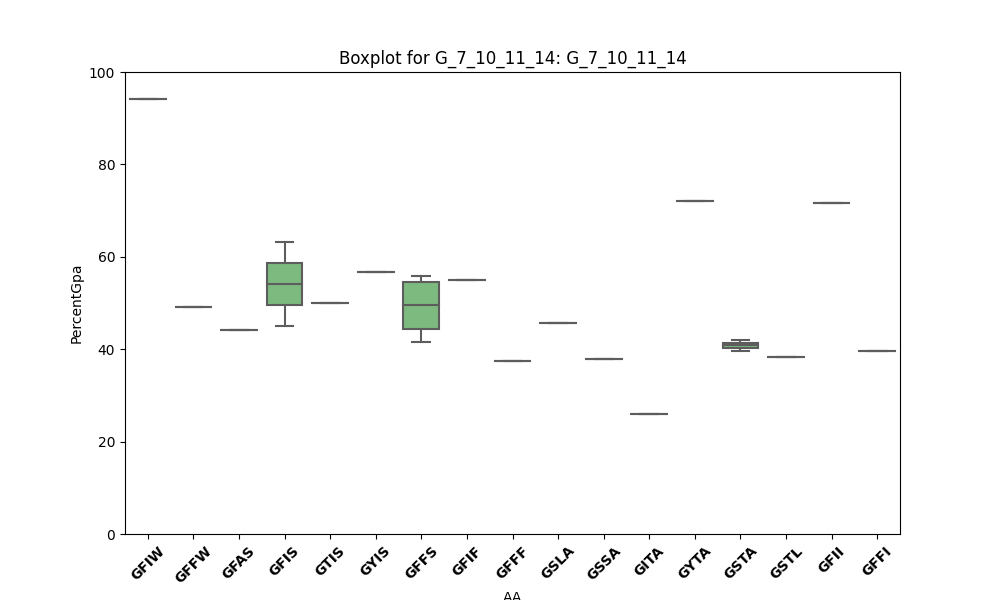 Boxplot for G_7_10_11_14: G_7_10_11_14
100
80
60
40
20
0
PercentGpa
GFIW GFFW GFAS GFIS GTIS GYIS GFFS GFIF GFFF GSLA GSSA GITA GYTA GSTA GSTL GFII GFFI
AA